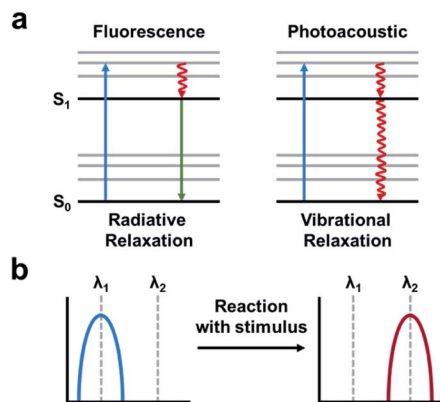 a
Fluorescence
Photoacoustic
S₁
S₀
Radiative
Relaxation
Vibrational
Relaxation
b
λ₁
λ₂
Reaction
with stimulus
λ₁
λ₂